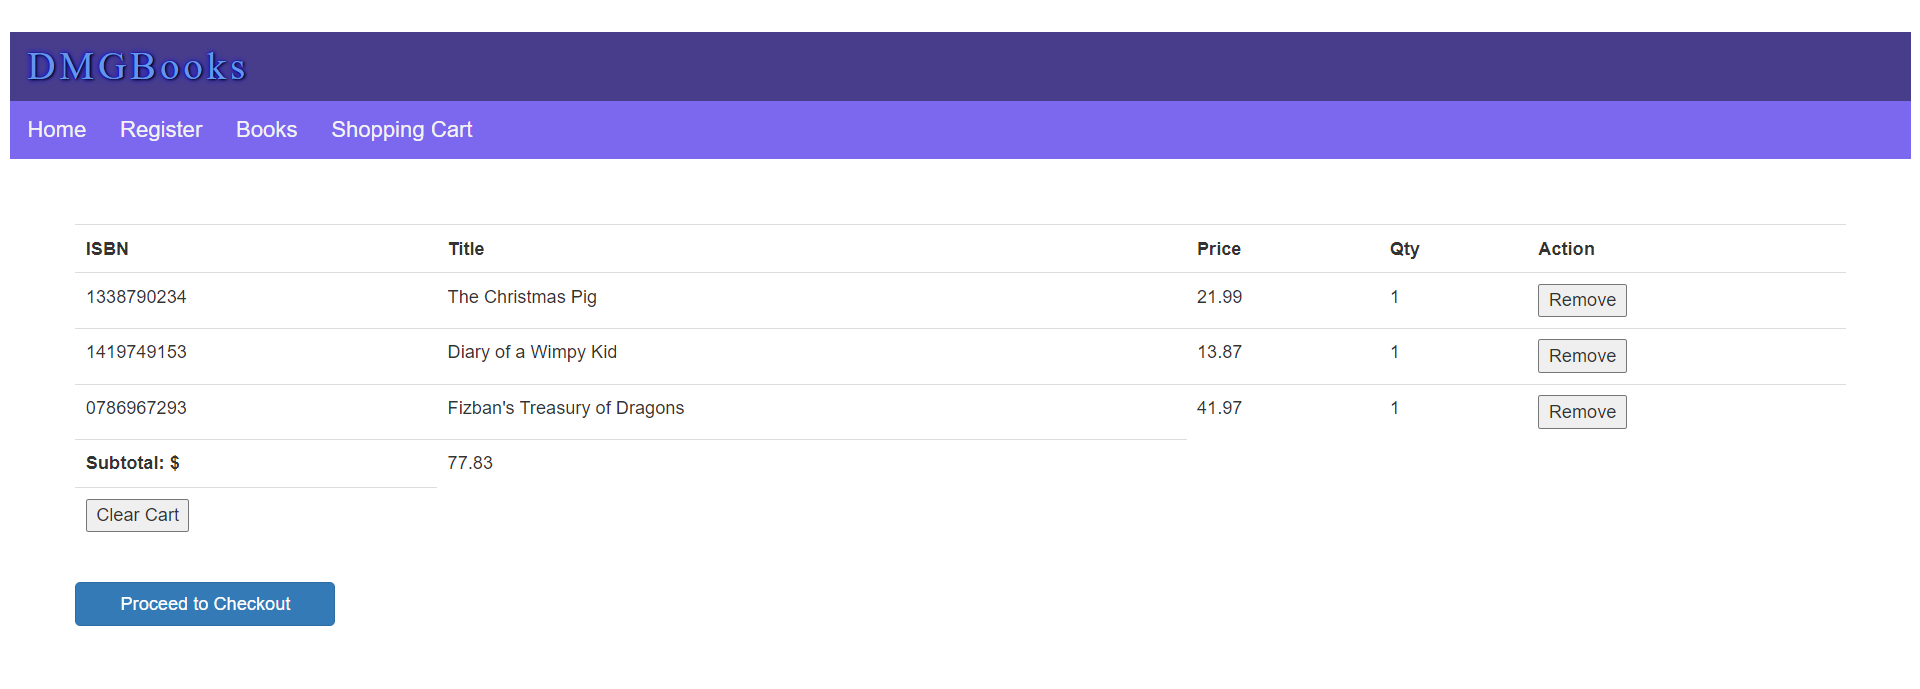 DMGBooks
Home Register Books Shopping Cart
ISBN Title Price Qty Action
1338790234 The Christmas Pig 21.99 1 Remove
1419749153 Diary of a Wimpy Kid 13.87 1 Remove
0786967293 Fizban's Treasury of Dragons 41.97 1 Remove
Subtotal: $ 77.83
Clear Cart
Proceed to Checkout